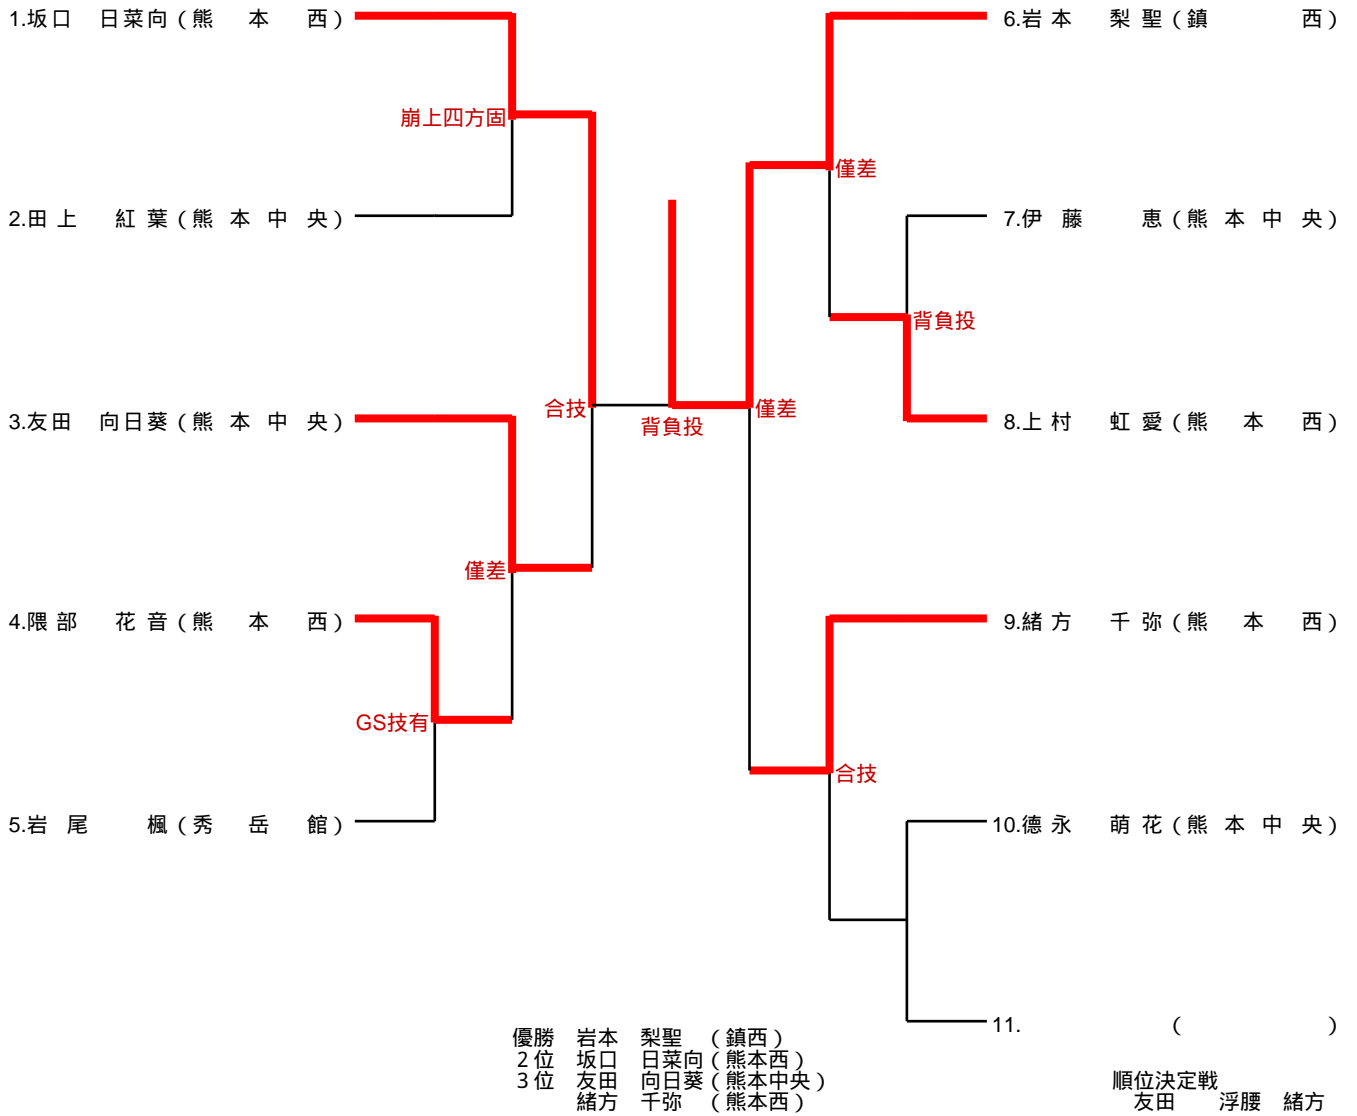 1.坂口 日菜向(熊本西)
6.岩本 梨聖(鎮西)
崩上四方固
僅差
2.田上 紅葉(熊本中央)
7.伊藤 恵(熊本中央)
背負投
3.友田 向日葵(熊本中央)
合技
背負投
僅差
8.上村 虹愛(熊本西)
僅差
4.隈部 花音(熊本西)
9.緒方 千弥(熊本西)
GS技有
合技
5.岩尾 楓(秀岳館)
10.德永 萌花(熊本中央)
11. ( )
優勝 岩本 梨聖 (鎮西)
2位 坂口 日菜向(熊本西)
3位 友田 向日葵(熊本中央)
緒方 千弥 (熊本西)
順位決定戦
友田 浮腰 緒方